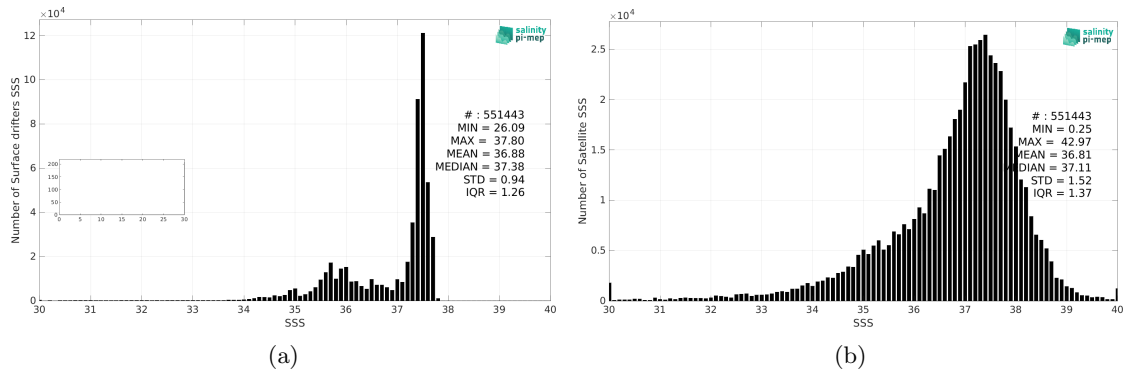 ×10⁴
12
10
8
6
4
2
0
Number of Surface drifters SSS
salinity
pi-mep
# : 551443
MIN = 26.09
MAX = 37.80
MEAN = 36.88
MEDIAN = 37.38
STD = 0.94
IQR = 1.26
200
150
100
50
0
0 5 10 15 20 25 30
30 31 32 33 34 35 36 37 38 39 40
SSS
(a)
×10⁴
2.5
2
1.5
1
0.5
0
Number of Satellite SSS
salinity
pi-mep
# : 551443
MIN = 0.25
MAX = 42.97
MEAN = 36.81
MEDIAN = 37.11
STD = 1.52
IQR = 1.37
30 31 32 33 34 35 36 37 38 39 40
SSS
(b)